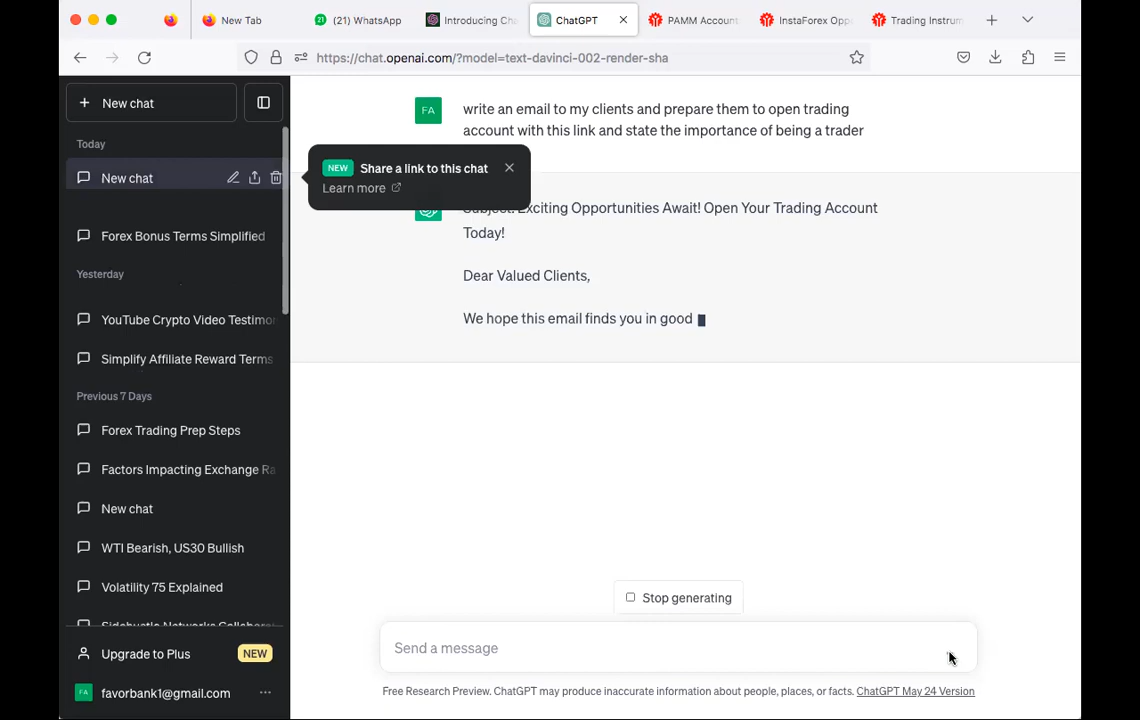 New Tab
(21) WhatsApp
Introducing Cha
ChatGPT
PAMM Account
InstaForex Opp
Trading Instrum
https://chat.openai.com/?model=text-davinci-002-render-sha
New chat
Today
New chat
Forex Bonus Terms Simplified
Yesterday
YouTube Crypto Video Testimo
Simplify Affiliate Reward Terms
Previous 7 Days
Forex Trading Prep Steps
Factors Impacting Exchange Ra
New chat
WTI Bearish, US30 Bullish
Volatility 75 Explained
Upgrade to Plus NEW
FA favorbank1@gmail.com
FA
write an email to my clients and prepare them to open trading
account with this link and state the importance of being a trader
NEW Share a link to this chat
Learn more
Subject: Exciting Opportunities Await! Open Your Trading Account
Today!
Dear Valued Clients,
We hope this email finds you in good
Stop generating
Send a message
Free Research Preview. ChatGPT may produce inaccurate information about people, places, or facts. ChatGPT May 24 Version